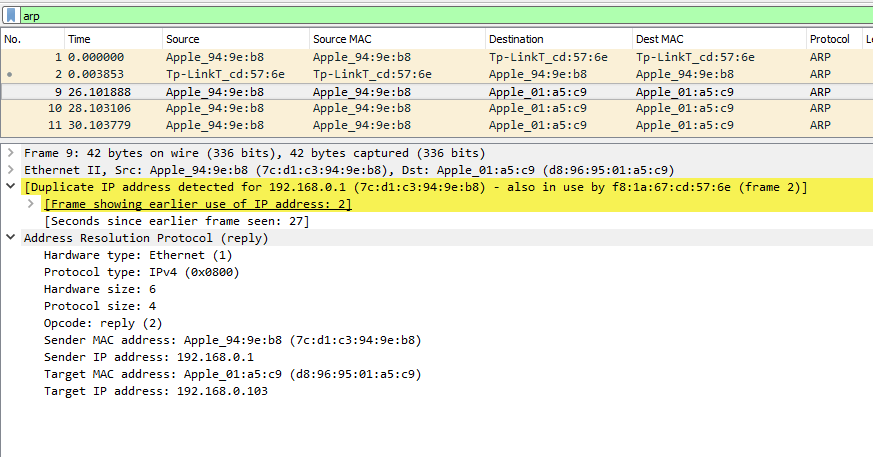 arp
No. Time Source Source MAC Destination Dest MAC Protocol
1 0.000000 Apple_94:9e:b8 Apple_94:9e:b8 Tp-LinkT_cd:57:6e Tp-LinkT_cd:57:6e ARP
2 0.003853 Tp-LinkT_cd:57:6e Tp-LinkT_cd:57:6e Apple_94:9e:b8 Apple_94:9e:b8 ARP
9 26.101888 Apple_94:9e:b8 Apple_94:9e:b8 Apple_01:a5:c9 Apple_01:a5:c9 ARP
10 28.103106 Apple_94:9e:b8 Apple_94:9e:b8 Apple_01:a5:c9 Apple_01:a5:c9 ARP
11 30.103779 Apple_94:9e:b8 Apple_94:9e:b8 Apple_01:a5:c9 Apple_01:a5:c9 ARP
Frame 9: 42 bytes on wire (336 bits), 42 bytes captured (336 bits)
Ethernet II, Src: Apple_94:9e:b8 (7c:d1:c3:94:9e:b8), Dst: Apple_01:a5:c9 (d8:96:95:01:a5:c9)
[Duplicate IP address detected for 192.168.0.1 (7c:d1:c3:94:9e:b8) - also in use by f8:1a:67:cd:57:6e (frame 2)]
[Frame showing earlier use of IP address: 2]
[Seconds since earlier frame seen: 27]
Address Resolution Protocol (reply)
Hardware type: Ethernet (1)
Protocol type: IPv4 (0x0800)
Hardware size: 6
Protocol size: 4
Opcode: reply (2)
Sender MAC address: Apple_94:9e:b8 (7c:d1:c3:94:9e:b8)
Sender IP address: 192.168.0.1
Target MAC address: Apple_01:a5:c9 (d8:96:95:01:a5:c9)
Target IP address: 192.168.0.103